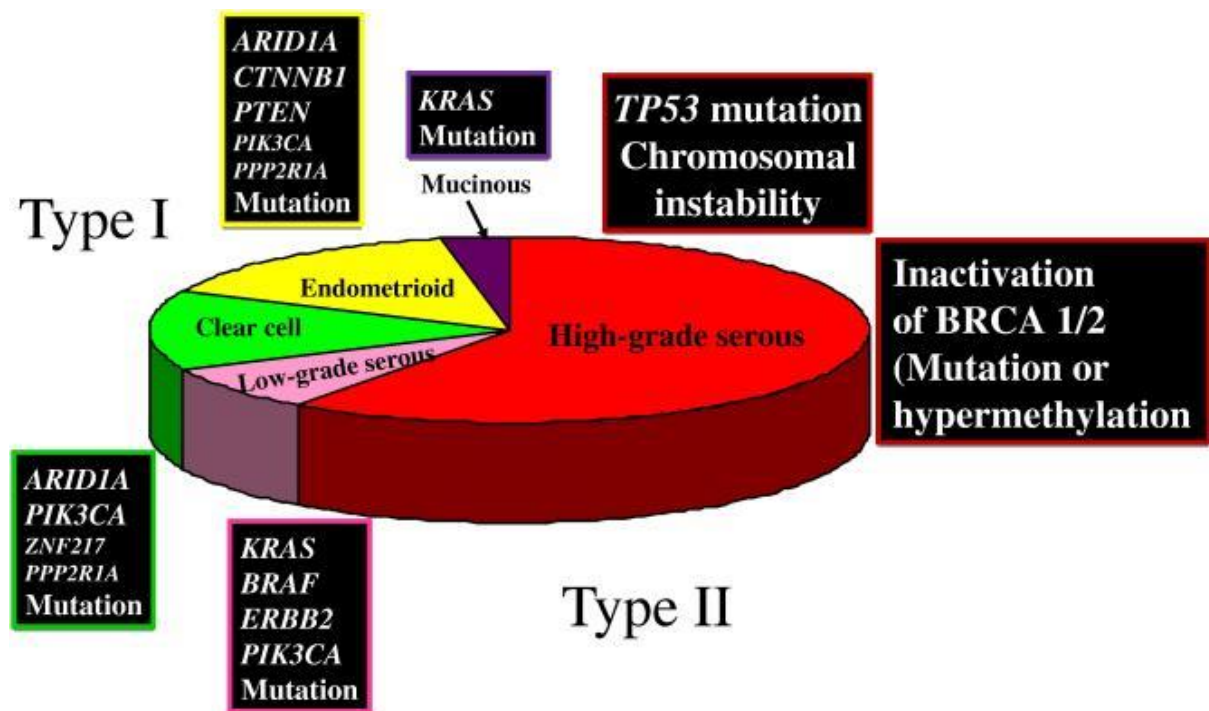 ARID1A
CTNNB1
PTEN
PIK3CA
PPP2R1A
Mutation
KRAS
Mutation
Mucinous
TP53 mutation
Chromosomal
instability
Type I
Inactivation
of BRCA 1/2
(Mutation or
hypermethylation
Endometrioid
Clear cell
Low-grade serous
High-grade serous
ARID1A
PIK3CA
ZNF217
PPP2R1A
Mutation
KRAS
BRAF
ERBB2
PIK3CA
Mutation
Type II